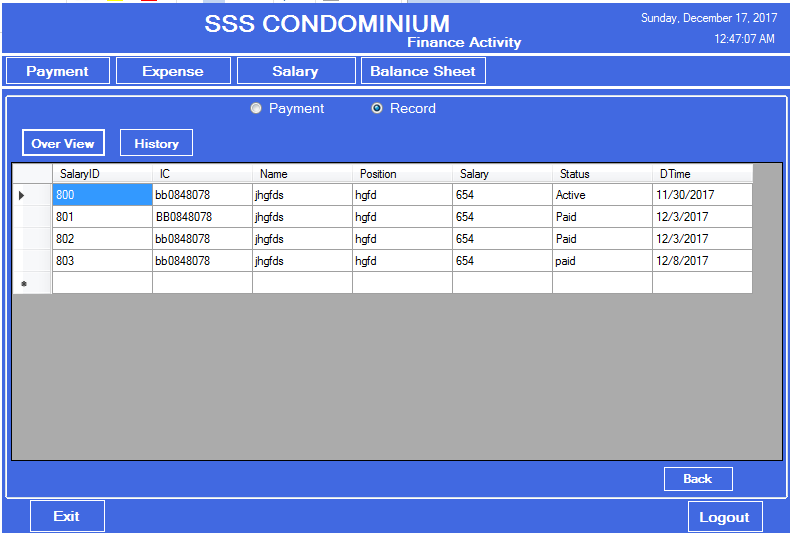 SSS CONDOMINIUM
Sunday, December 17, 2017
Finance Activity
12:47:07 AM
Payment Expense Salary Balance Sheet
Payment Record
Over View History
SalaryID IC Name Position Salary Status DTime
800 bb0848078 jhgfds hgfd 654 Active 11/30/2017
801 BB0848078 jhgfds hgfd 654 Paid 12/3/2017
802 bb0848078 jhgfds hgfd 654 Paid 12/3/2017
803 bb0848078 jhgfds hgfd 654 paid 12/8/2017
Back
Exit Logout